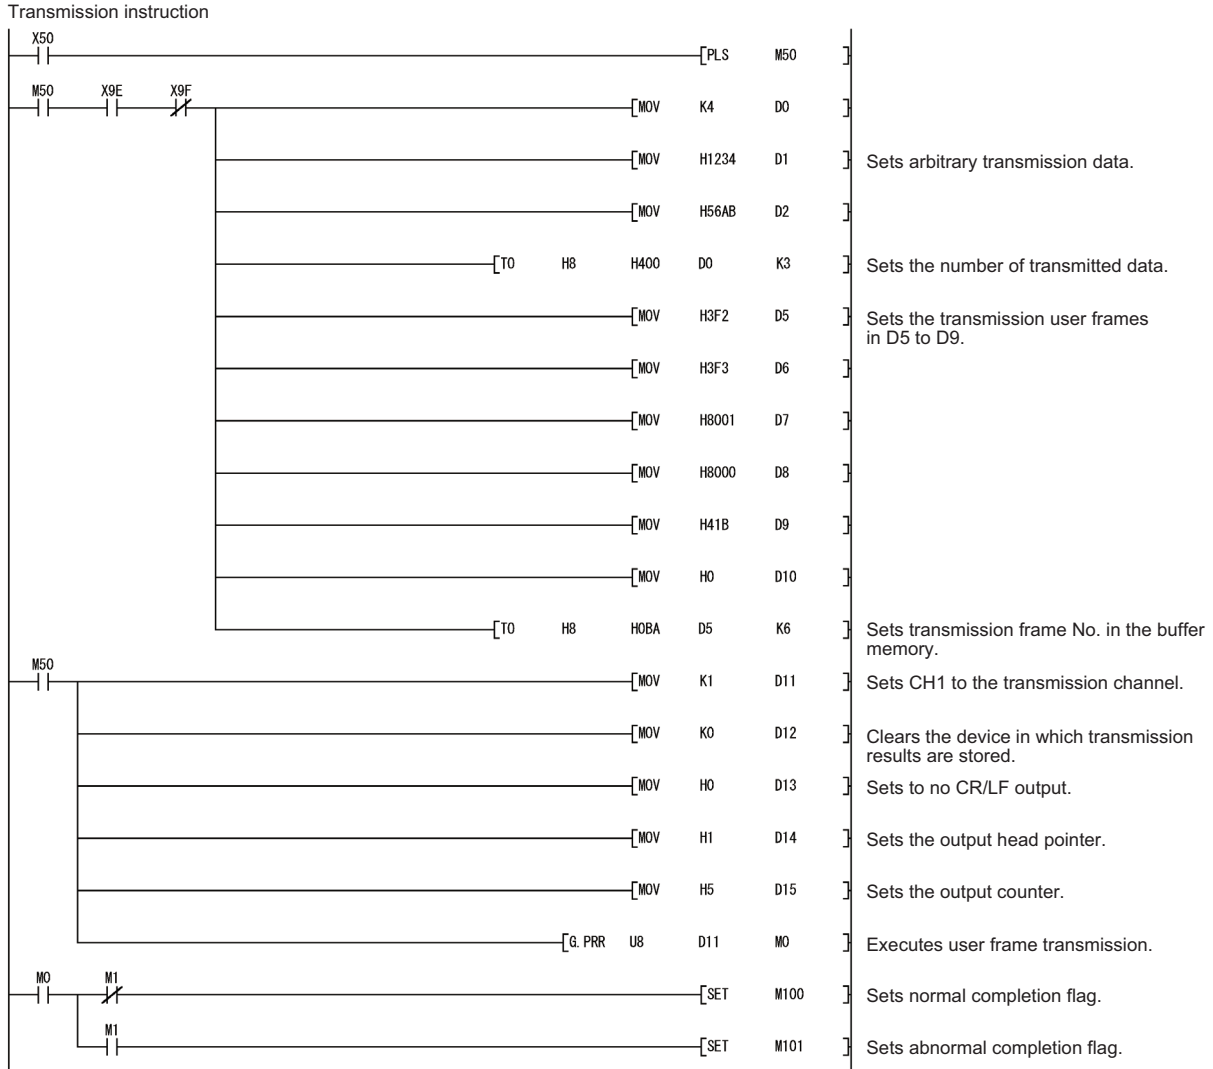 Transmission instruction
X50
[PLS M50 ]
M50 X9E X9F
[MOV K4 D0 ]
[MOV H1234 D1 ] Sets arbitrary transmission data.
[MOV H56AB D2 ]
[TO H8 H400 D0 K3 ] Sets the number of transmitted data.
[MOV H3F2 D5 ] Sets the transmission user frames
in D5 to D9.
[MOV H3F3 D6 ]
[MOV H8001 D7 ]
[MOV H8000 D8 ]
[MOV H41B D9 ]
[MOV H0 D10 ]
[TO H8 H0BA D5 K6 ] Sets transmission frame No. in the buffer
memory.
M50
[MOV K1 D11 ] Sets CH1 to the transmission channel.
[MOV K0 D12 ] Clears the device in which transmission
results are stored.
[MOV H0 D13 ] Sets to no CR/LF output.
[MOV H1 D14 ] Sets the output head pointer.
[MOV H5 D15 ] Sets the output counter.
[G.PRR U8 D11 M0 ] Executes user frame transmission.
M0 M1
[SET M100 ] Sets normal completion flag.
M1
[SET M101 ] Sets abnormal completion flag.